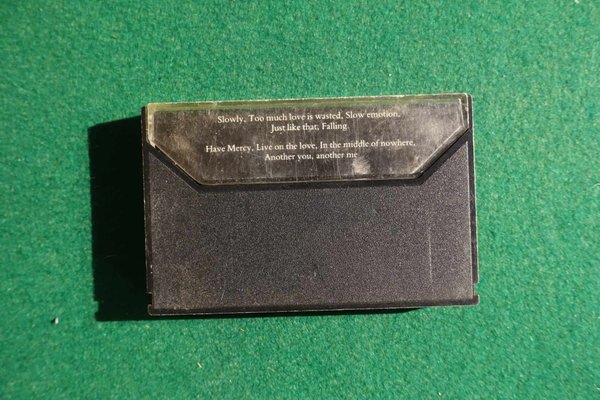 Slowly, Too much love is wasted, Slow emotion,
Just like that, Falling
Have Mercy, Live on the love, In the middle of nowhere,
Another you, another me